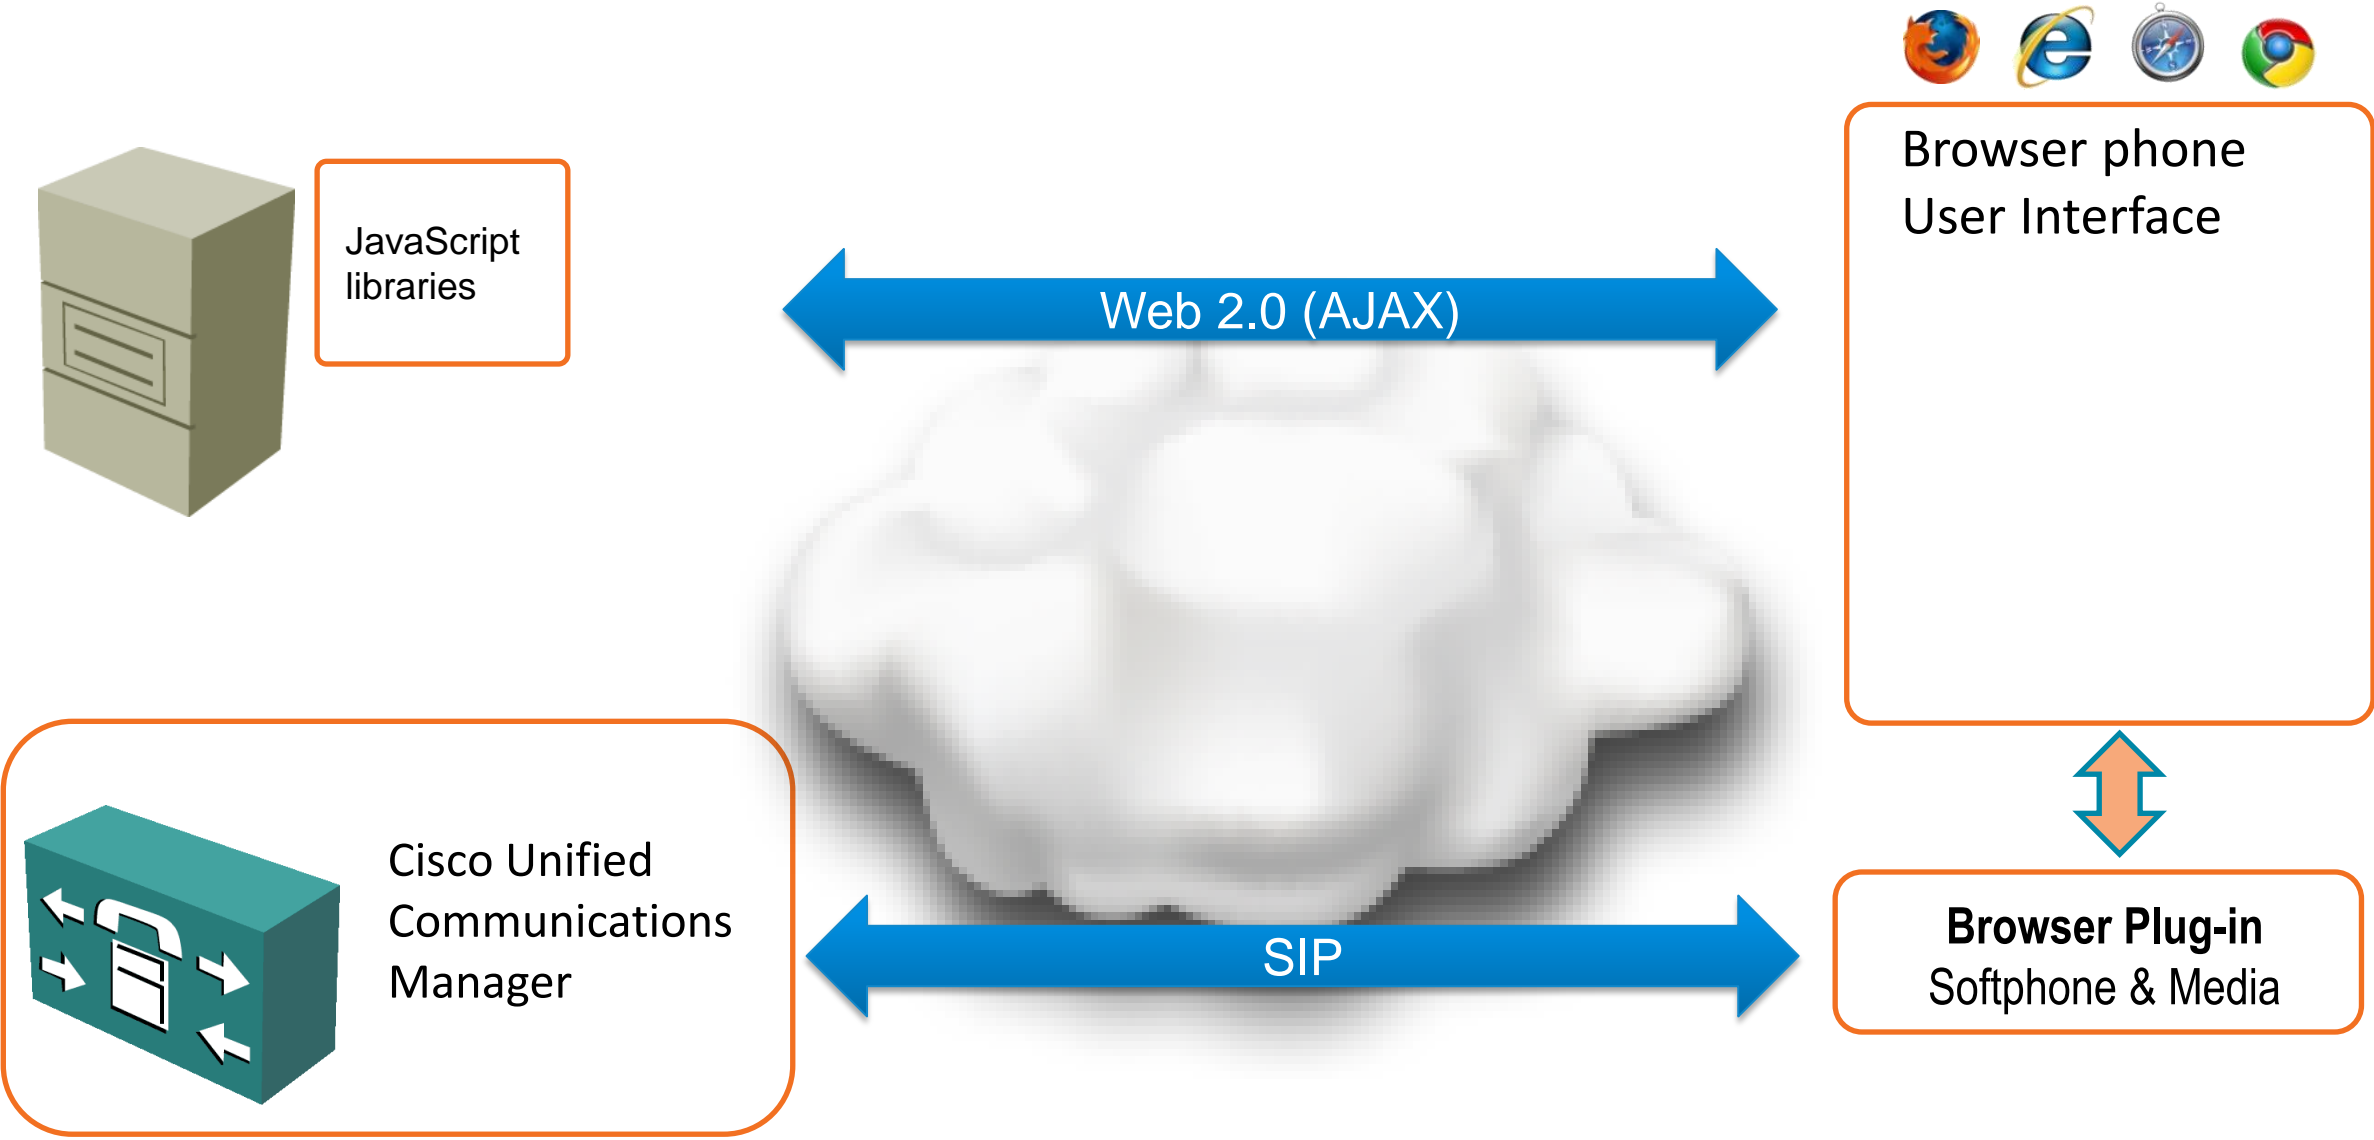 Browser phone
User Interface
JavaScript
libraries
Web 2.0 (AJAX)
Cisco Unified
Communications
Manager
SIP
Browser Plug-in
Softphone & Media